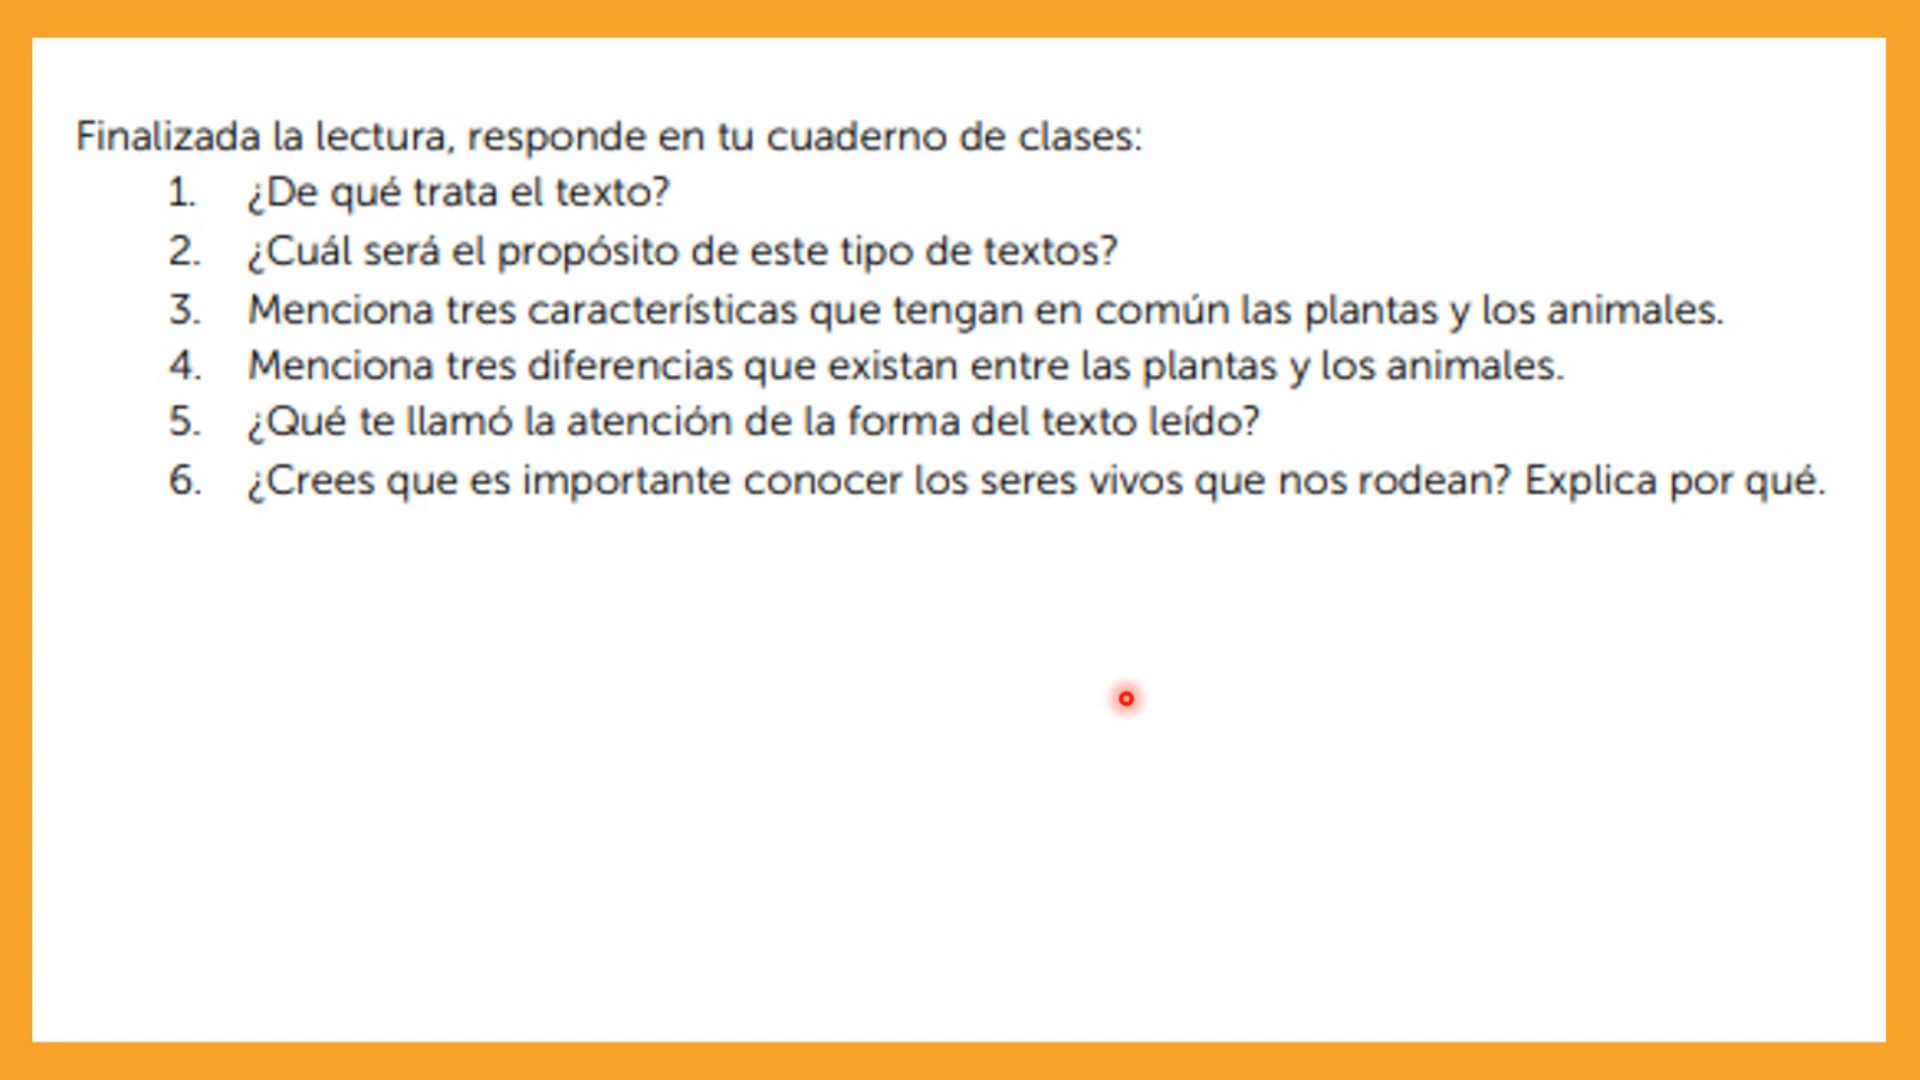 Finalizada la lectura, responde en tu cuaderno de clases:
1. ¿De qué trata el texto?
2. ¿Cuál será el propósito de este tipo de textos?
3. Menciona tres características que tengan en común las plantas y los animales.
4. Menciona tres diferencias que existan entre las plantas y los animales.
5. ¿Qué te llamó la atención de la forma del texto leído?
6. ¿Crees que es importante conocer los seres vivos que nos rodean? Explica por qué.